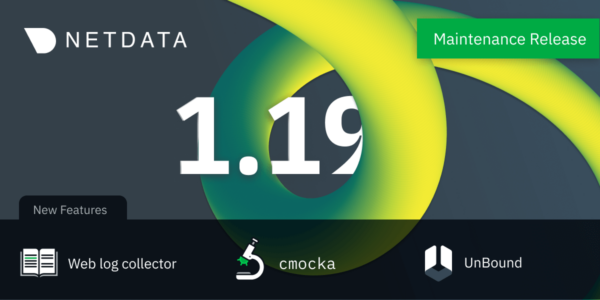 NETDATA
Maintenance Release
1.19
New Features
Web log collector
cmocka
UnBound